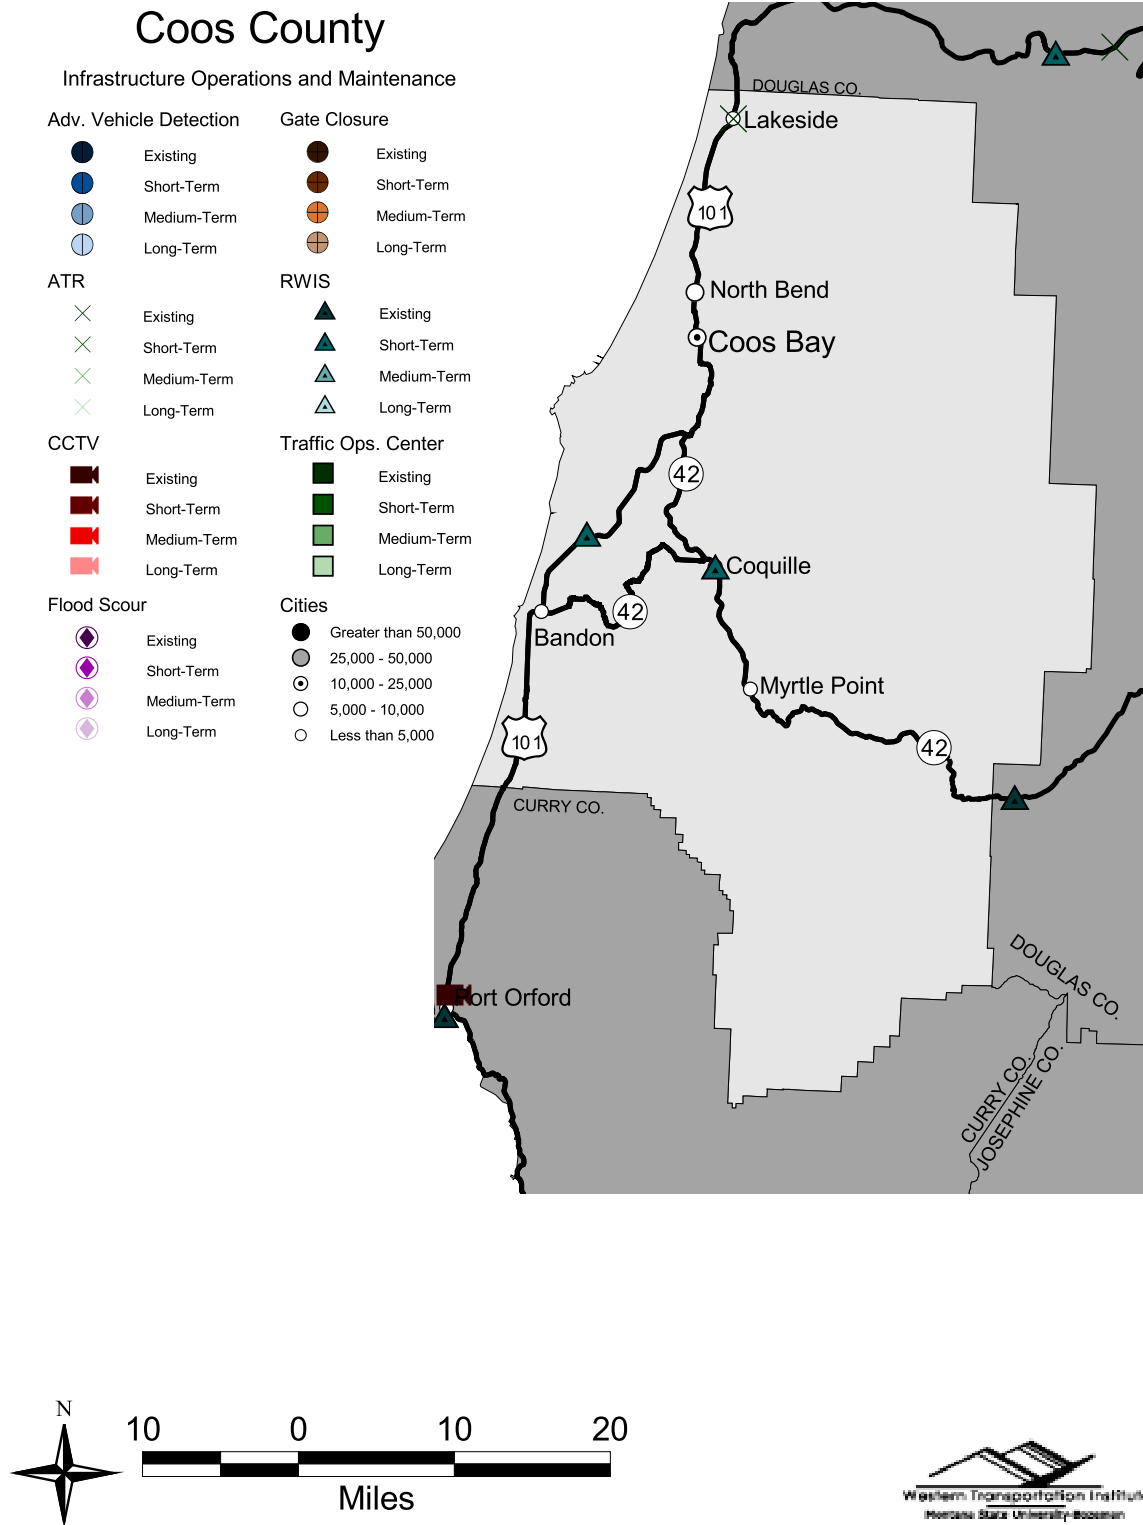 Coos County
Infrastructure Operations and Maintenance
Adv. Vehicle Detection
Existing
Short-Term
Medium-Term
Long-Term
Gate Closure
Existing
Short-Term
Medium-Term
Long-Term
ATR
Existing
Short-Term
Medium-Term
Long-Term
RWIS
Existing
Short-Term
Medium-Term
Long-Term
CCTV
Existing
Short-Term
Medium-Term
Long-Term
Traffic Ops. Center
Existing
Short-Term
Medium-Term
Long-Term
Flood Scour
Existing
Short-Term
Medium-Term
Long-Term
Cities
Greater than 50,000
25,000 - 50,000
10,000 - 25,000
5,000 - 10,000
Less than 5,000
DOUGLAS CO.
Lakeside
101
North Bend
Coos Bay
42
Coquille
42
Bandon
Myrtle Point
101
42
CURRY CO.
DOUGLAS CO.
Port Orford
CURRY CO.
JOSEPHINE CO.
N
10 0 10 20
Miles
Western Transportation Institute
Montana State University-Bozeman